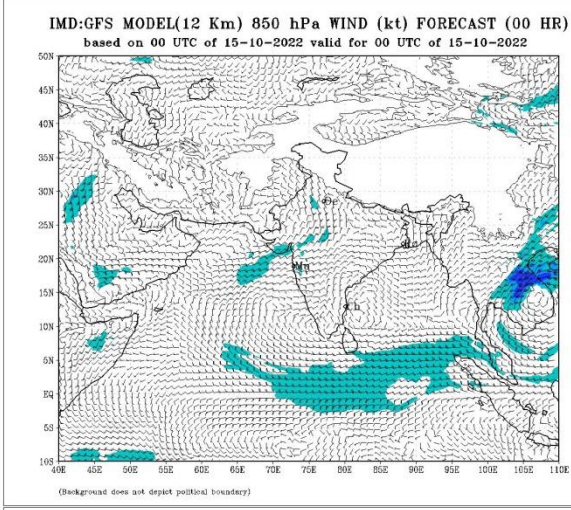 IMD:GFS MODEL(12 Km) 850 hPa WIND (kt) FORECAST (00 HR)
based on 00 UTC of 15-10-2022 valid for 00 UTC of 15-10-2022
50N
45N
40N
35N
30N
25N
20N
15N
10N
5N
EQ
5S
10S
Mu
Ch
40E 45E 50E 55E 60E 65E 70E 75E 80E 85E 90E 95E 100E 105E 110E
(Background does not depict political boundary)